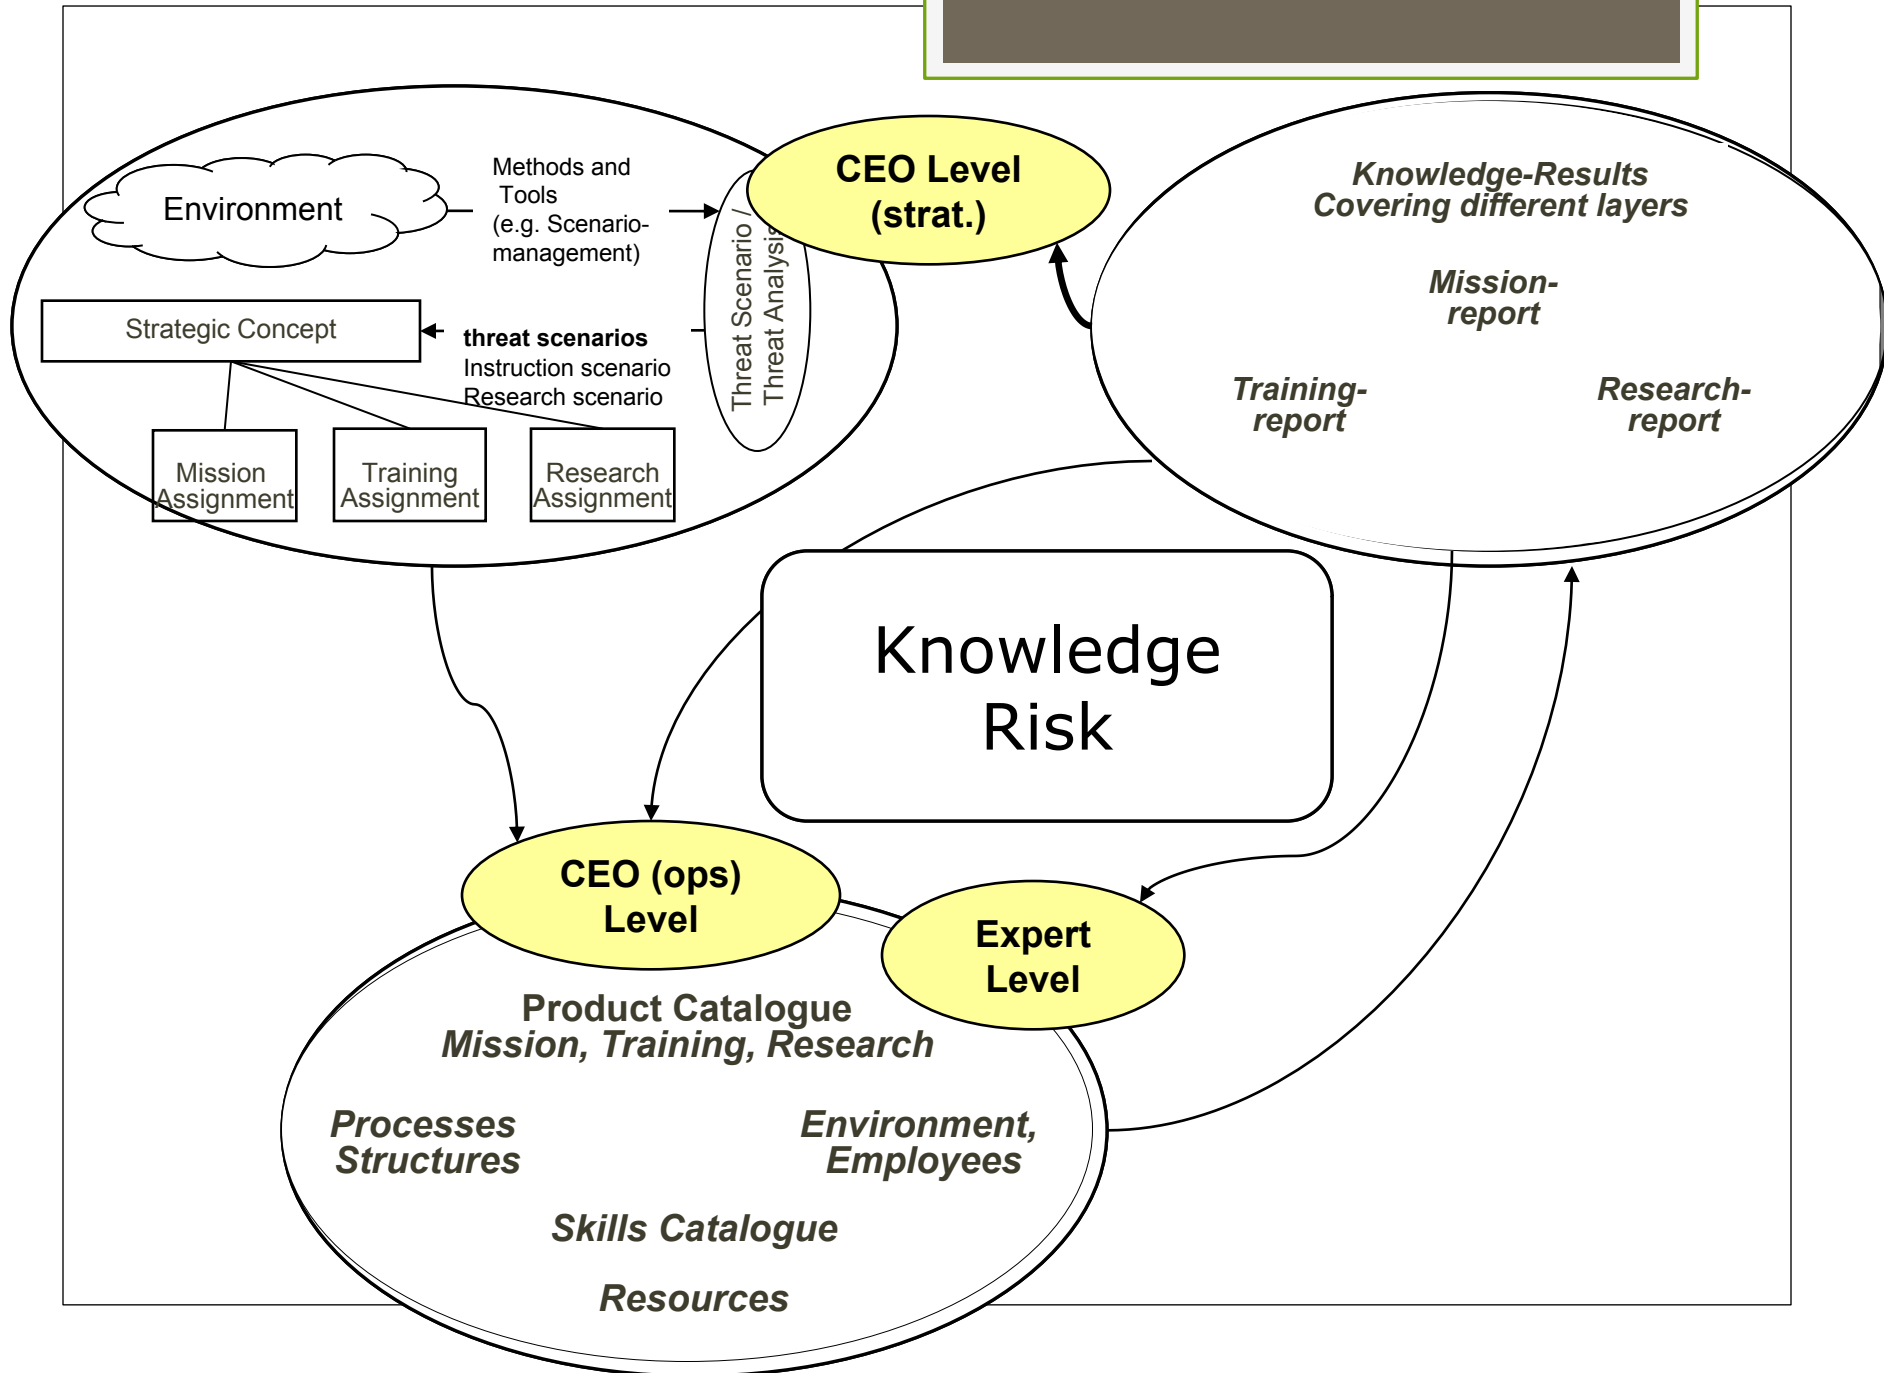 Environment
Methods and
Tools
(e.g. Scenario-
management)
Threat Scenario /
Threat Analysis
CEO Level
(strat.)
Strategic Concept
threat scenarios
Instruction scenario
Research scenario
Mission
Assignment
Training
Assignment
Research
Assignment
Knowledge-Results
Covering different layers
Mission-
report
Training-
report
Research-
report
Knowledge
Risk
CEO (ops)
Level
Expert
Level
Product Catalogue
Mission, Training, Research
Processes
Structures
Environment,
Employees
Skills Catalogue
Resources